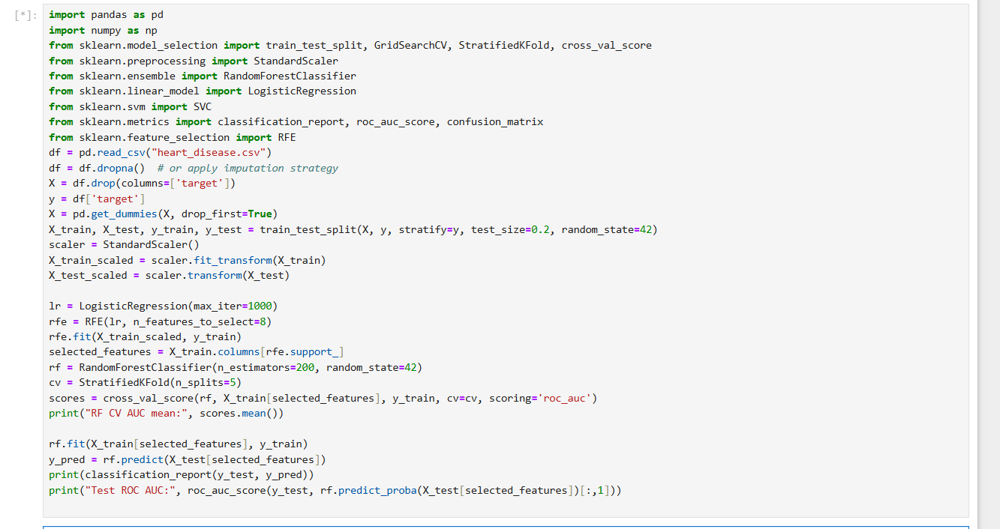 [*]:
import pandas as pd
import numpy as np
from sklearn.model_selection import train_test_split, GridSearchCV, StratifiedKFold, cross_val_score
from sklearn.preprocessing import StandardScaler
from sklearn.ensemble import RandomForestClassifier
from sklearn.linear_model import LogisticRegression
from sklearn.svm import SVC
from sklearn.metrics import classification_report, roc_auc_score, confusion_matrix
from sklearn.feature_selection import RFE
df = pd.read_csv("heart_disease.csv")
df = df.dropna()  # or apply imputation strategy
X = df.drop(columns=['target'])
y = df['target']
X = pd.get_dummies(X, drop_first=True)
X_train, X_test, y_train, y_test = train_test_split(X, y, stratify=y, test_size=0.2, random_state=42)
scaler = StandardScaler()
X_train_scaled = scaler.fit_transform(X_train)
X_test_scaled = scaler.transform(X_test)

lr = LogisticRegression(max_iter=1000)
rfe = RFE(lr, n_features_to_select=8)
rfe.fit(X_train_scaled, y_train)
selected_features = X_train.columns[rfe.support_]
rf = RandomForestClassifier(n_estimators=200, random_state=42)
cv = StratifiedKFold(n_splits=5)
scores = cross_val_score(rf, X_train[selected_features], y_train, cv=cv, scoring='roc_auc')
print("RF CV AUC mean:", scores.mean())

rf.fit(X_train[selected_features], y_train)
y_pred = rf.predict(X_test[selected_features])
print(classification_report(y_test, y_pred))
print("Test ROC AUC:", roc_auc_score(y_test, rf.predict_proba(X_test[selected_features])[:,1]))